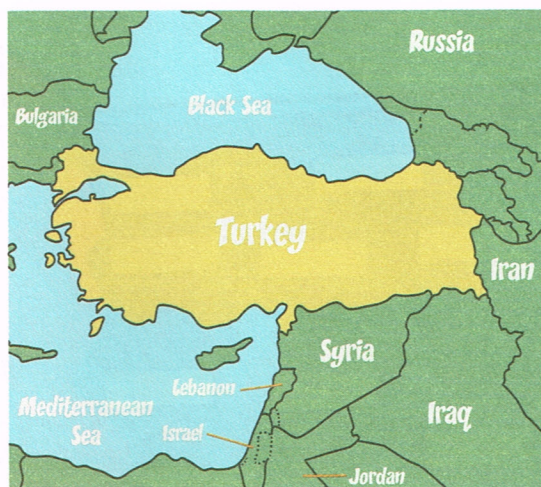 Russia
Black Sea
Bulgaria
Turkey
Iran
Syria
Lebanon
Mediterranean
Sea
Iraq
Israel
Jordan